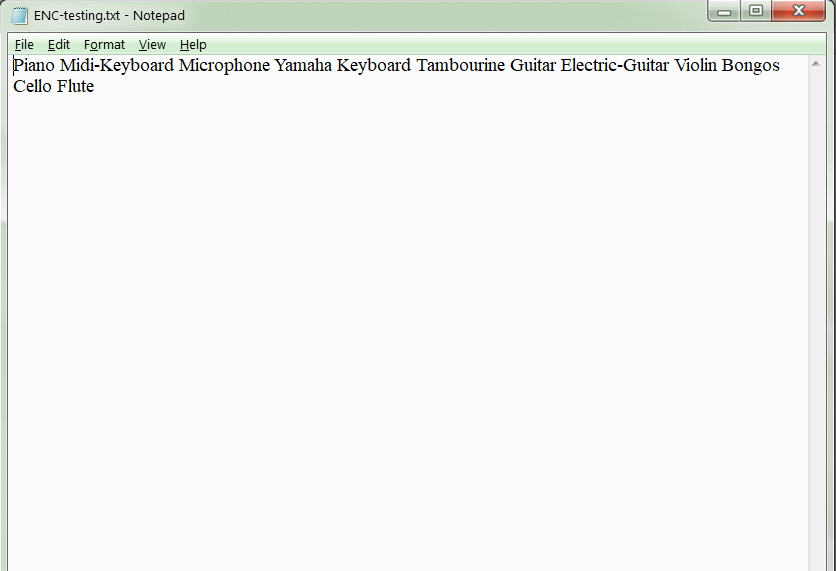 ENC-testing.txt - Notepad
File Edit Format View Help
Piano Midi-Keyboard Microphone Yamaha Keyboard Tambourine Guitar Electric-Guitar Violin Bongos
Cello Flute